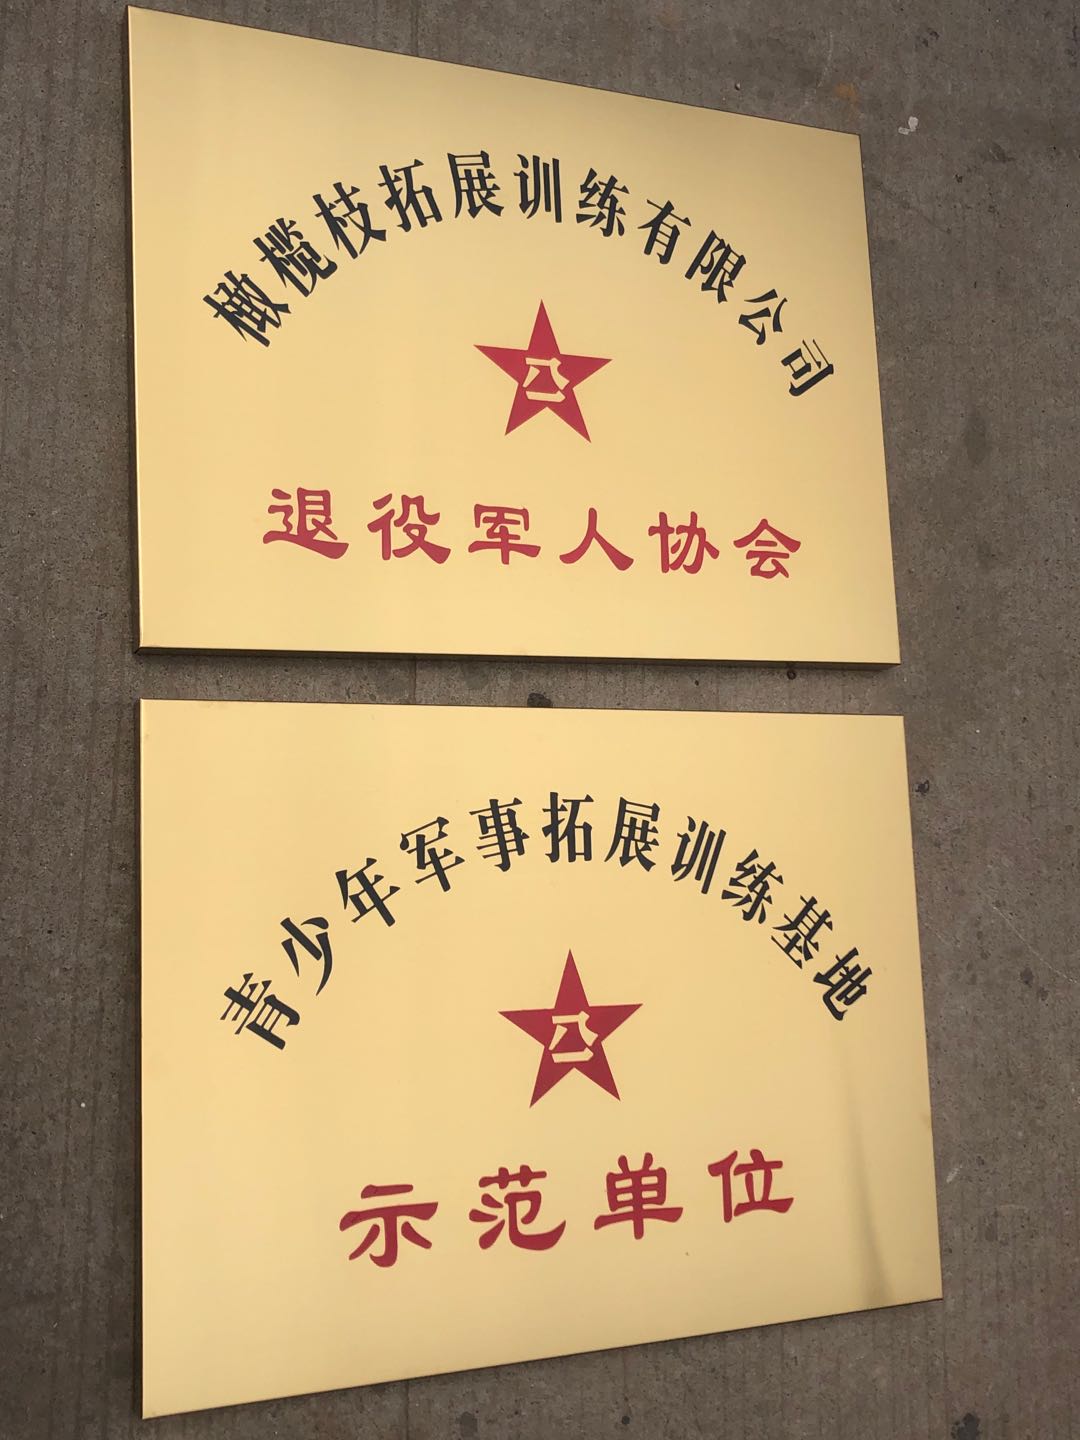 橄榄枝拓展训练有限公司
八一
退役军人协会
青少年军事拓展训练基地
八一
示范单位